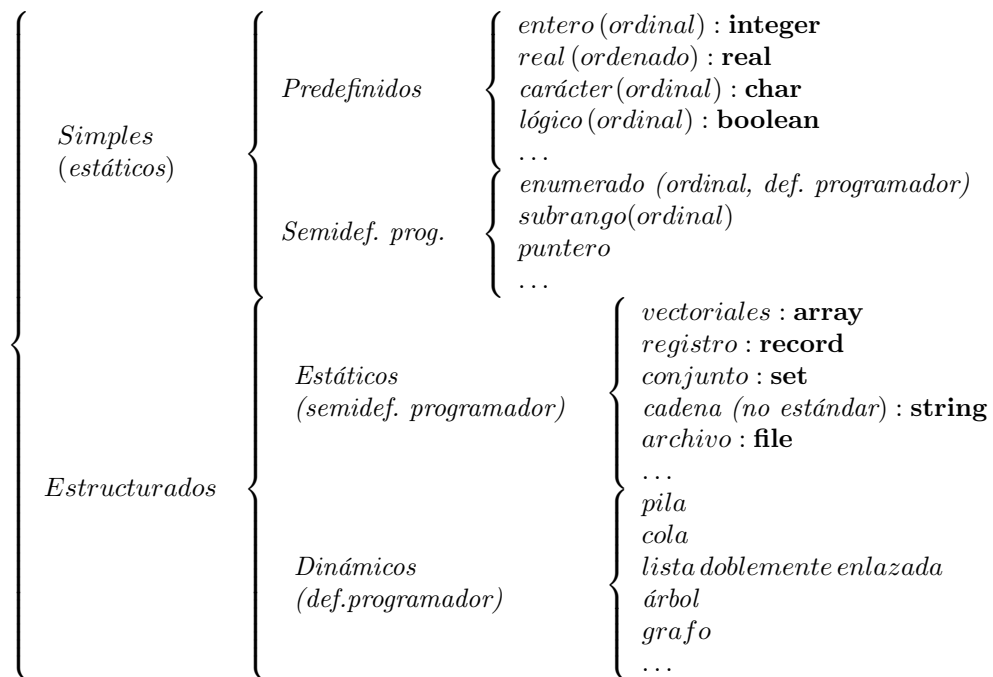 Simples
(estáticos)
Predefinidos
entero (ordinal) : integer
real (ordenado) : real
carácter (ordinal) : char
lógico (ordinal) : boolean
...
Semidef. prog.
enumerado (ordinal, def. programador)
subrango(ordinal)
puntero
...
Estructurados
Estáticos
(semidef. programador)
vectoriales : array
registro : record
conjunto : set
cadena (no estándar) : string
archivo : file
...
Dinámicos
(def.programador)
pila
cola
lista doblemente enlazada
árbol
grafo
...